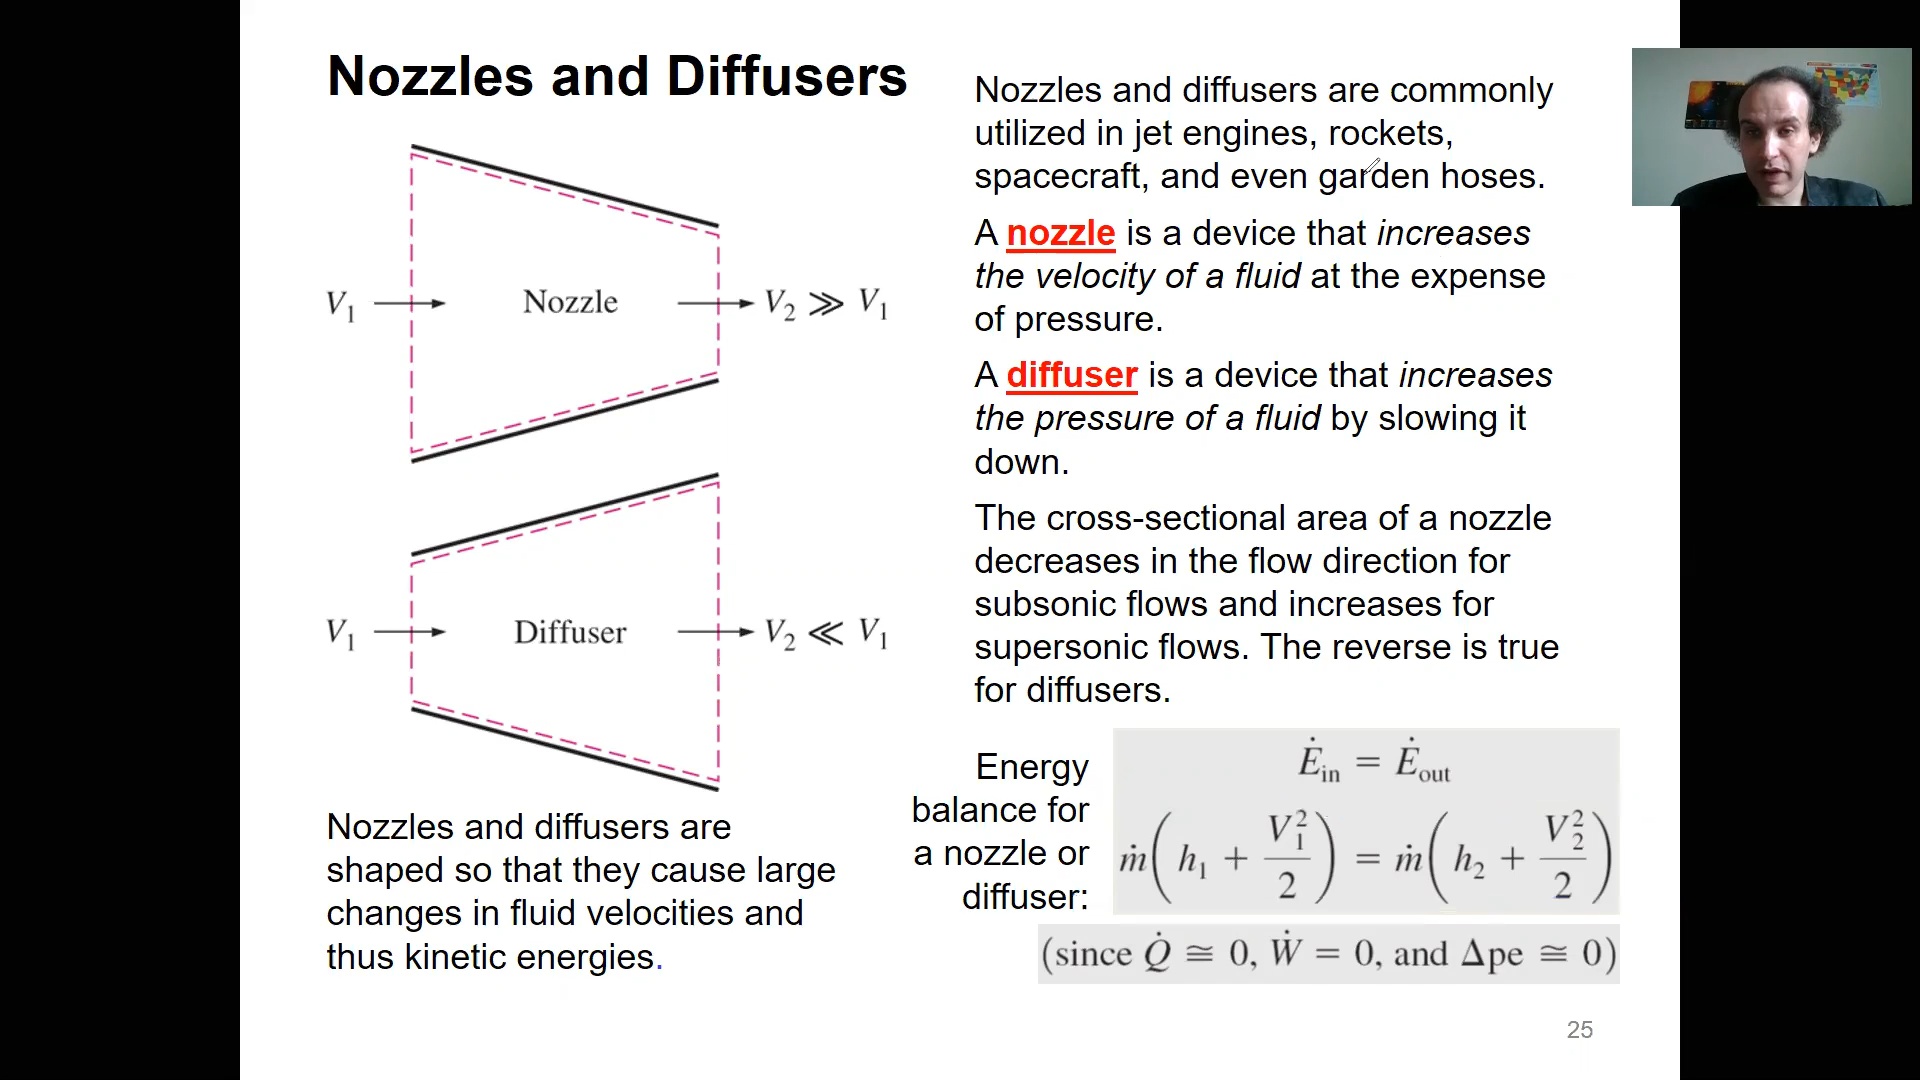 Nozzles and Diffusers
V₁ Nozzle V₂ ≫ V₁
V₁ Diffuser V₂ ≪ V₁
Nozzles and diffusers are
shaped so that they cause large
changes in fluid velocities and
thus kinetic energies.
Nozzles and diffusers are commonly
utilized in jet engines, rockets,
spacecraft, and even garden hoses.
A nozzle is a device that increases
the velocity of a fluid at the expense
of pressure.
A diffuser is a device that increases
the pressure of a fluid by slowing it
down.
The cross-sectional area of a nozzle
decreases in the flow direction for
subsonic flows and increases for
supersonic flows. The reverse is true
for diffusers.
Energy
balance for
a nozzle or
diffuser:
Ė_in = Ė_out
ṁ(h₁ + V₁²/2) = ṁ(h₂ + V₂²/2)
(since Q̇ ≅ 0, Ẇ = 0, and Δpe ≅ 0)
25